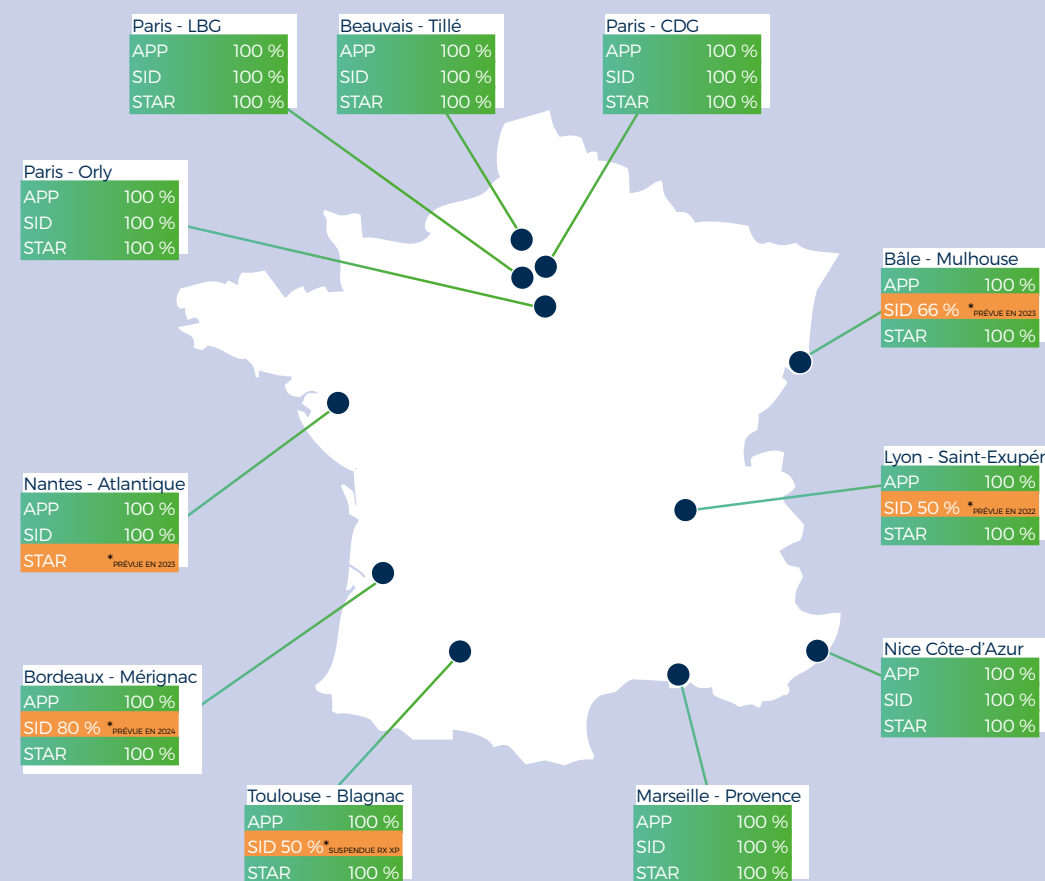 Paris - LBG
APP 100 %
SID 100 %
STAR 100 %
Beauvais - Tillé
APP 100 %
SID 100 %
STAR 100 %
Paris - CDG
APP 100 %
SID 100 %
STAR 100 %
Paris - Orly
APP 100 %
SID 100 %
STAR 100 %
Bâle - Mulhouse
APP 100 %
SID 66 % *PRÉVUE EN 2023
STAR 100 %
Nantes - Atlantique
APP 100 %
SID 100 %
STAR *PRÉVUE EN 2023
Lyon - Saint-Exupér
APP 100 %
SID 50 % *PRÉVUE EN 2022
STAR 100 %
Bordeaux - Mérignac
APP 100 %
SID 80 % *PRÉVUE EN 2024
STAR 100 %
Nice Côte-d'Azur
APP 100 %
SID 100 %
STAR 100 %
Toulouse - Blagnac
APP 100 %
SID 50 %*SUSPENDUE RX XP
STAR 100 %
Marseille - Provence
APP 100 %
SID 100 %
STAR 100 %